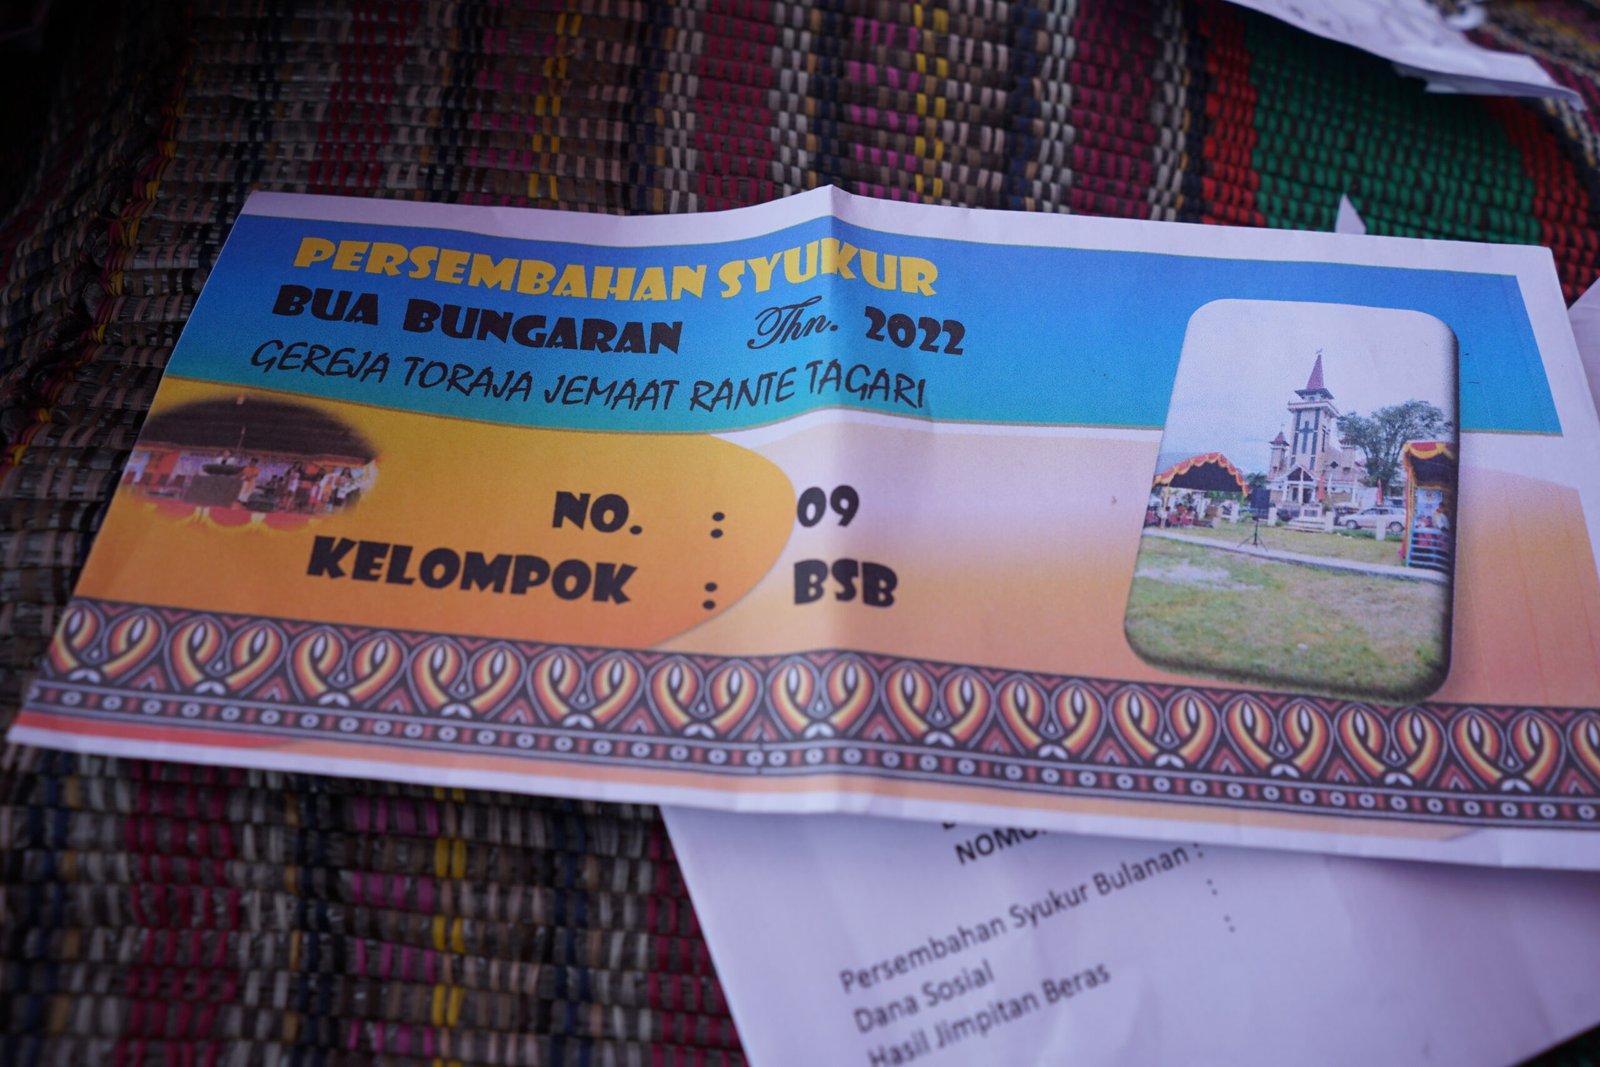 PERSEMBAHAN SYUKUR
BUA BUNGARAN Thn. 2022
GEREJA TORAJA JEMAAT RANTE TAGARI
NO. : 09
KELOMPOK : BSB
Persembahan Syukur Bulanan :
Dana Sosial :
Hasil Jimpitan Beras :